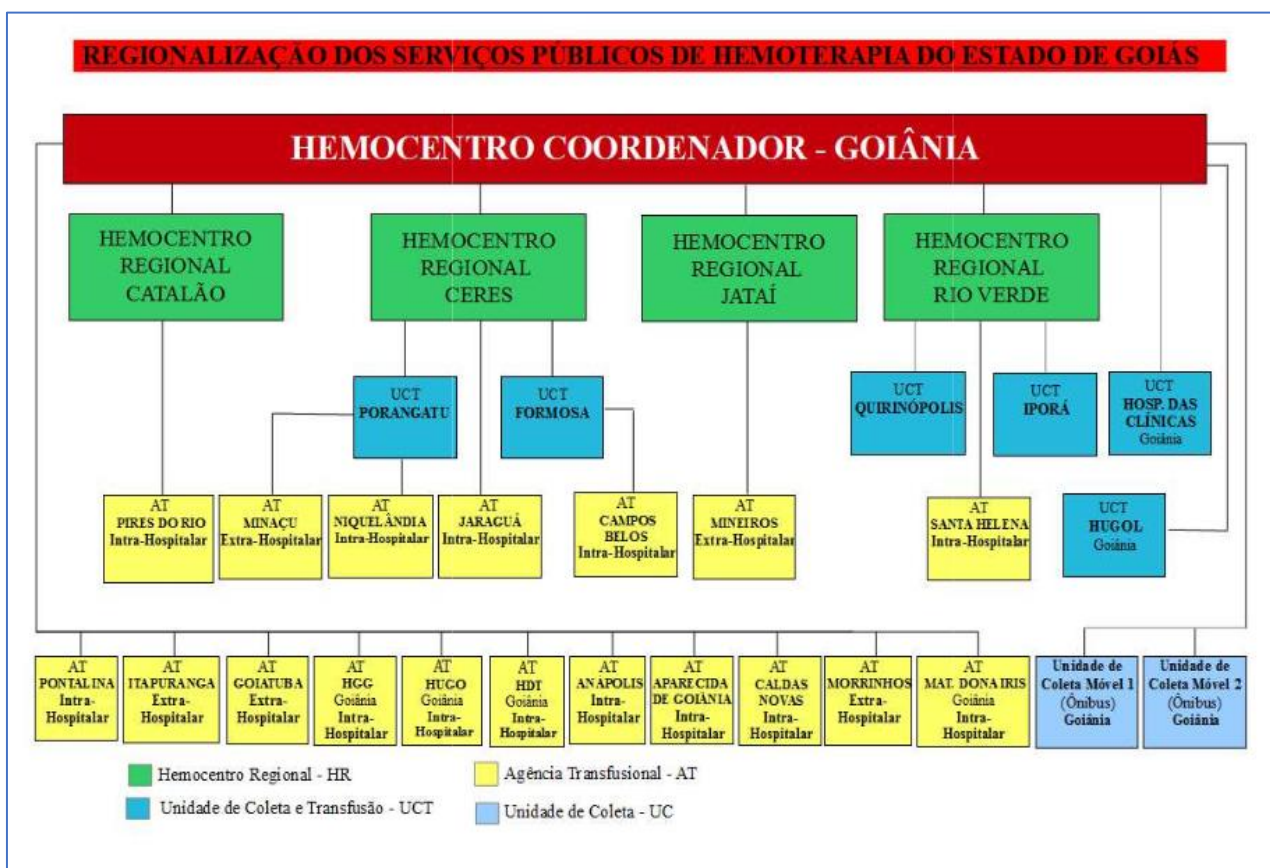 REGIONALIZAÇÃO DOS SERVIÇOS PÚBLICOS DE HEMOTERAPIA DO ESTADO DE GOIÁS
HEMOCENTRO COORDENADOR - GOIÂNIA
HEMOCENTRO
REGIONAL
CATALÃO
HEMOCENTRO
REGIONAL
CERES
HEMOCENTRO
REGIONAL
JATAÍ
HEMOCENTRO
REGIONAL
RIO VERDE
UCT
PORANGATU
UCT
FORMOSA
UCT
QUIRINÓPOLIS
UCT
IPORÁ
UCT
HOSP. DAS
CLÍNICAS
Goiânia
AT
PIRES DO RIO
Intra-Hospitalar
AT
MINAÇU
Extra-Hospitalar
AT
NIQUELÂNDIA
Intra-Hospitalar
AT
JARAGUÁ
Intra-Hospitalar
AT
CAMPOS
BELOS
Intra-Hospitalar
AT
MINEIROS
Extra-Hospitalar
AT
SANTA HELENA
Intra-Hospitalar
UCT
HUGOL
Goiânia
AT
PONTALINA
Intra-
Hospitalar
AT
ITAPURANGA
Extra-
Hospitalar
AT
GOIATUBA
Extra-
Hospitalar
AT
HGG
Goiânia
Intra-
Hospitalar
AT
HUGO
Goiânia
Intra-
Hospitalar
AT
HDT
Goiânia
Intra-
Hospitalar
AT
ANÁPOLIS
Intra-
Hospitalar
AT
APARECIDA
DE GOIÂNIA
Intra-
Hospitalar
AT
CALDAS
NOVAS
Intra-
Hospitalar
AT
MORRINHOS
Extra-
Hospitalar
AT
MAT. DONA IRIS
Goiânia
Intra-
Hospitalar
Unidade de
Coleta Móvel 1
(Ônibus)
Goiânia
Unidade de
Coleta Móvel 2
(Ônibus)
Goiânia
Hemocentro Regional - HR
Agência Transfusional - AT
Unidade de Coleta e Transfusão - UCT
Unidade de Coleta - UC